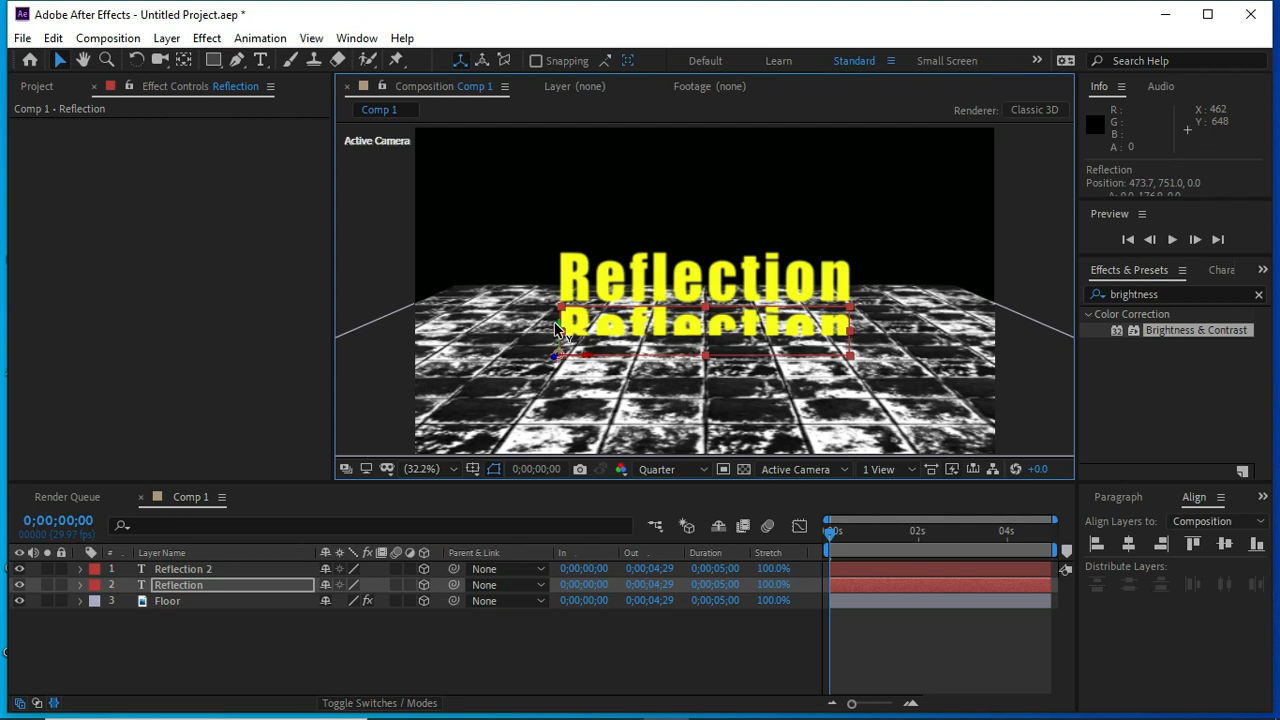 Adobe After Effects - Untitled Project.aep *
File Edit Composition Layer Effect Animation View Window Help
Snapping Default Learn Standard Small Screen Search Help
Project Effect Controls Reflection Composition Comp 1 Layer (none) Footage (none) Info Audio
Comp 1 • Reflection
Comp 1 Renderer: Classic 3D
R : X : 462
G : Y : 648
B :
A : 0
Active Camera
Reflection
Position: 473.7, 751.0, 0.0
Preview
Effects & Presets Chara
brightness
Color Correction
Brightness & Contrast
Reflection
Reflection
(32.2%) 0;00;00;00 Quarter Active Camera 1 View +0.0
Render Queue Comp 1 Paragraph Align
0;00;00;00
00000 (29.97 fps)
Align Layers to: Composition
:00s 02s 04s
# Layer Name Parent & Link In Out Duration Stretch
1 T Reflection 2 None 0;00;00;00 0;00;04;29 0;00;05;00 100.0%
2 T Reflection None 0;00;00;00 0;00;04;29 0;00;05;00 100.0%
3 Floor None 0;00;00;00 0;00;04;29 0;00;05;00 100.0%
Distribute Layers:
Toggle Switches / Modes